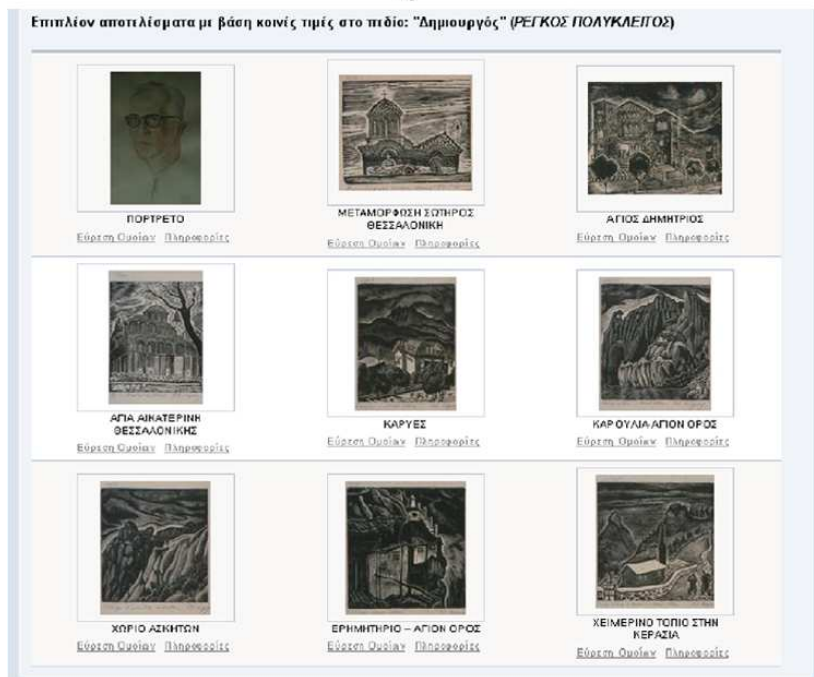 Επιπλέον αποτελέσματα με βάση κοινές τιμές στο πεδίο: "Δημιουργός" (ΡΕΓΚΟΣ ΠΟΛΥΚΛΕΙΤΟΣ)
ΠΟΡΤΡΕΤΟ
Εύρεση Ομοίων Πληροφορίες
ΜΕΤΑΜΟΡΦΩΣΗ ΣΩΤΗΡΟΣ
ΘΕΣΣΑΛΟΝΙΚΗ
Εύρεση Ομοίων Πληροφορίες
ΑΓΙΟΣ ΔΗΜΗΤΡΙΟΣ
Εύρεση Ομοίων Πληροφορίες
ΑΓΙΑ ΑΙΚΑΤΕΡΙΝΗ
ΘΕΣΣΑΛΟΝΙΚΗΣ
Εύρεση Ομοίων Πληροφορίες
ΚΑΡΥΕΣ
Εύρεση Ομοίων Πληροφορίες
ΚΑΡΟΥΛΙΑ-ΑΓΙΟΝ ΟΡΟΣ
Εύρεση Ομοίων Πληροφορίες
ΧΩΡΙΟ ΑΣΚΗΤΩΝ
Εύρεση Ομοίων Πληροφορίες
ΕΡΗΜΗΤΗΡΙΟ – ΑΓΙΟΝ ΟΡΟΣ
Εύρεση Ομοίων Πληροφορίες
ΧΕΙΜΕΡΙΝΟ ΤΟΠΙΟ ΣΤΗΝ
ΚΕΡΑΣΙΑ
Εύρεση Ομοίων Πληροφορίες